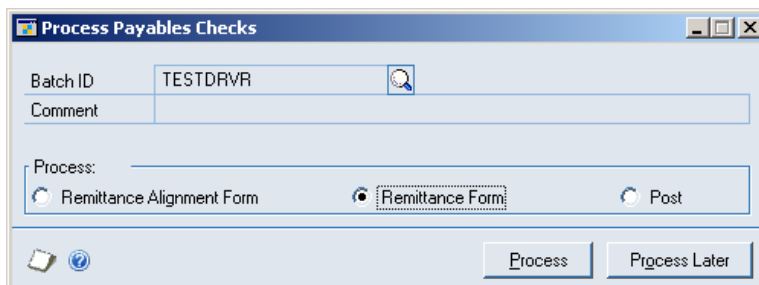 Process Payables Checks
Batch ID TESTDRVR
Comment
Process:
Remittance Alignment Form Remittance Form Post
Process Process Later